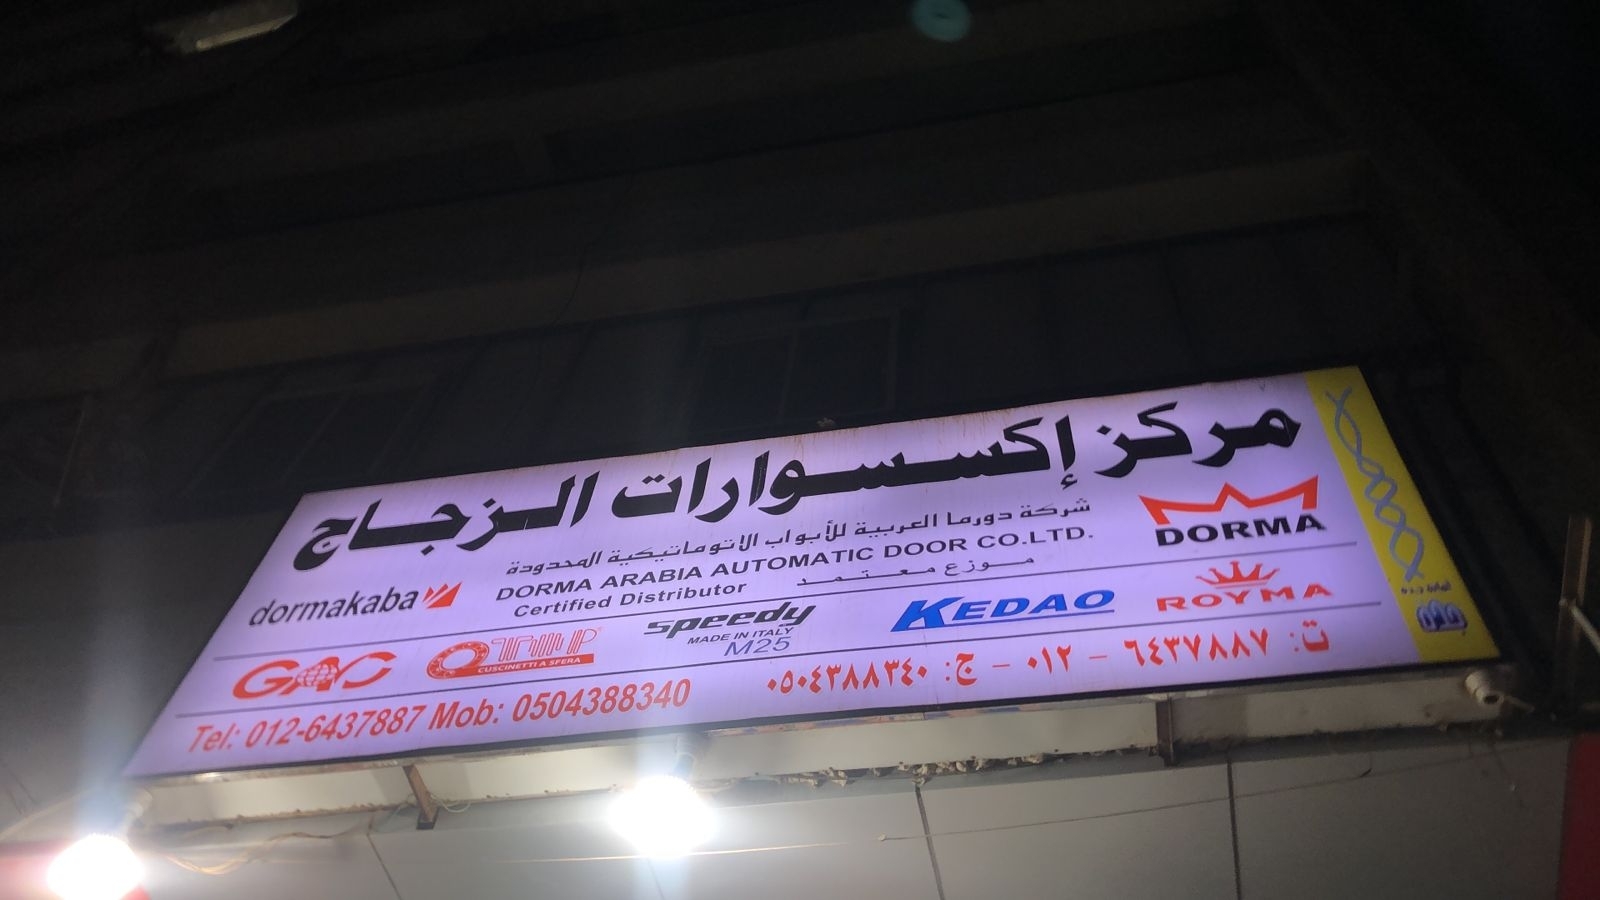 مركز إكسسوارات الزجاج
شركة دورما العربية للأبواب الاتوماتيكية المحدودة
DORMA ARABIA AUTOMATIC DOOR CO.LTD.
Certified Distributor موزع معتمد
dormakaba
DORMA
GAC
CUSCINETTI A SFERA
speedy
MADE IN ITALY
M25
KEDAO
ROYMA
Tel: 012-6437887 Mob: 0504388340
ت: ٦٤٣٧٨٨٧ - ٠١٢ - ج: ٠٥٠٤٣٨٨٣٤٠